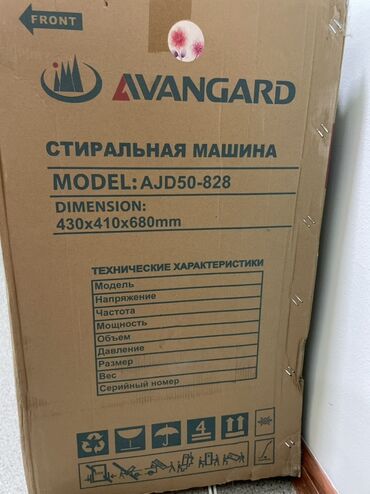 FRONT
AVANGARD
СТИРАЛЬНАЯ МАШИНА
MODEL: AJD50-828
DIMENSION:
430x410x680mm
ТЕХНИЧЕСКИЕ ХАРАКТЕРИСТИКИ
Модель
Напряжение
Частота
Мощность
Объем
Давление
Размер
Вес
Серийный номер
4